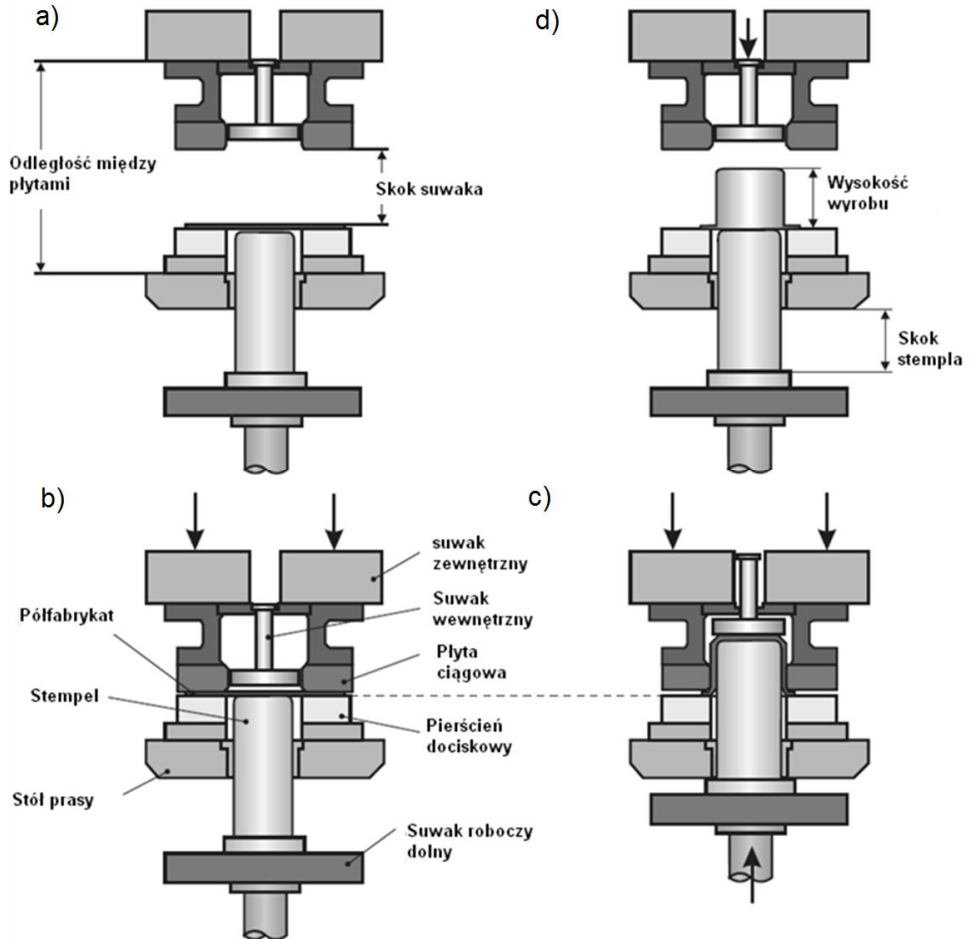 a)
Odległość między
płytami
Skok suwaka
d)
Wysokość
wyrobu
Skok
stempla
b)
suwak
zewnętrzny
Suwak
wewnętrzny
Półfabrykat
Płyta
ciągowa
Stempel
Pierścień
dociskowy
Stół prasy
Suwak roboczy
dolny
c)